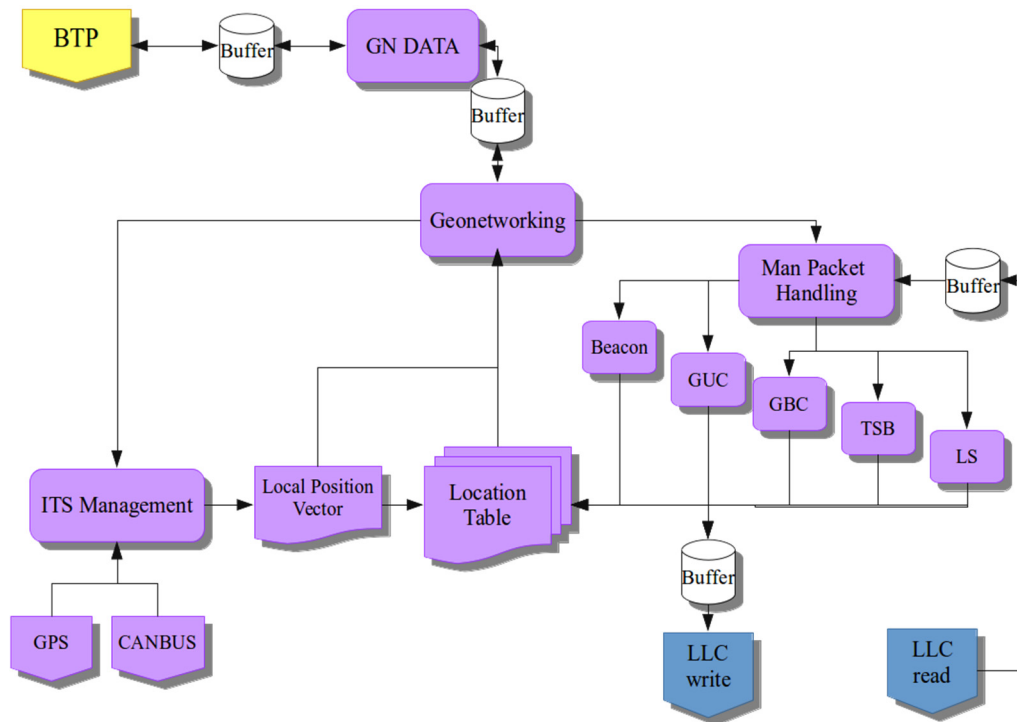 BTP
Buffer
GN DATA
Buffer
Geonetworking
Man Packet
Handling
Buffer
Beacon
GUC
GBC
TSB
LS
ITS Management
Local Position
Vector
Location
Table
Buffer
GPS
CANBUS
LLC
write
LLC
read